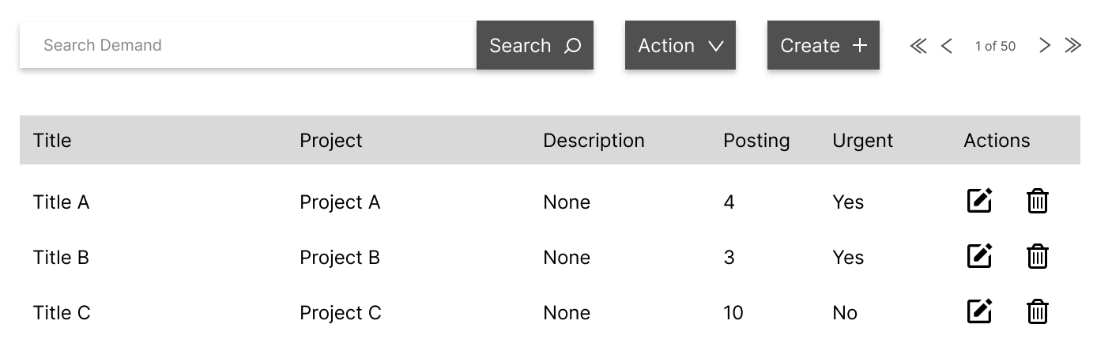 Search Demand Search Action Create 1 of 50
Title Project Description Posting Urgent Actions
Title A Project A None 4 Yes
Title B Project B None 3 Yes
Title C Project C None 10 No